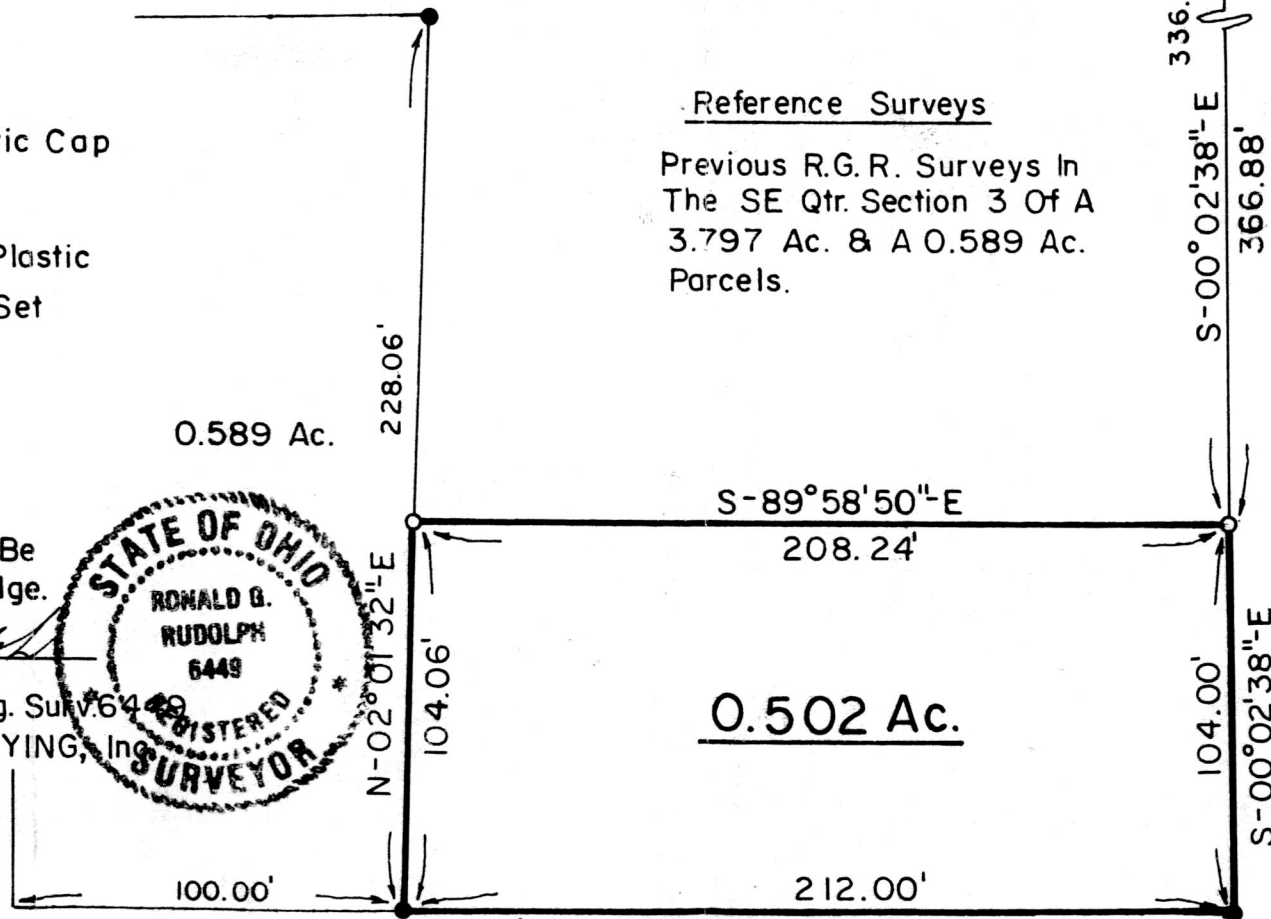 ic Cap
Plastic
Set
Be
dge.
g. Surv. 6449
YING, Inc
Reference Surveys
Previous R.G.R. Surveys In
The SE Qtr. Section 3 Of A
3.797 Ac. & A 0.589 Ac.
Parcels.
336.
S-00°02'38"-E
366.88'
228.06'
0.589 Ac.
STATE OF OHIO
RONALD G.
RUDOLPH
6449
REGISTERED
SURVEYOR
S-89°58'50"-E
208.24'
N-02°01'32"-E
104.06'
0.502 Ac.
104.00'
S-00°02'38"-E
100.00'
212.00'